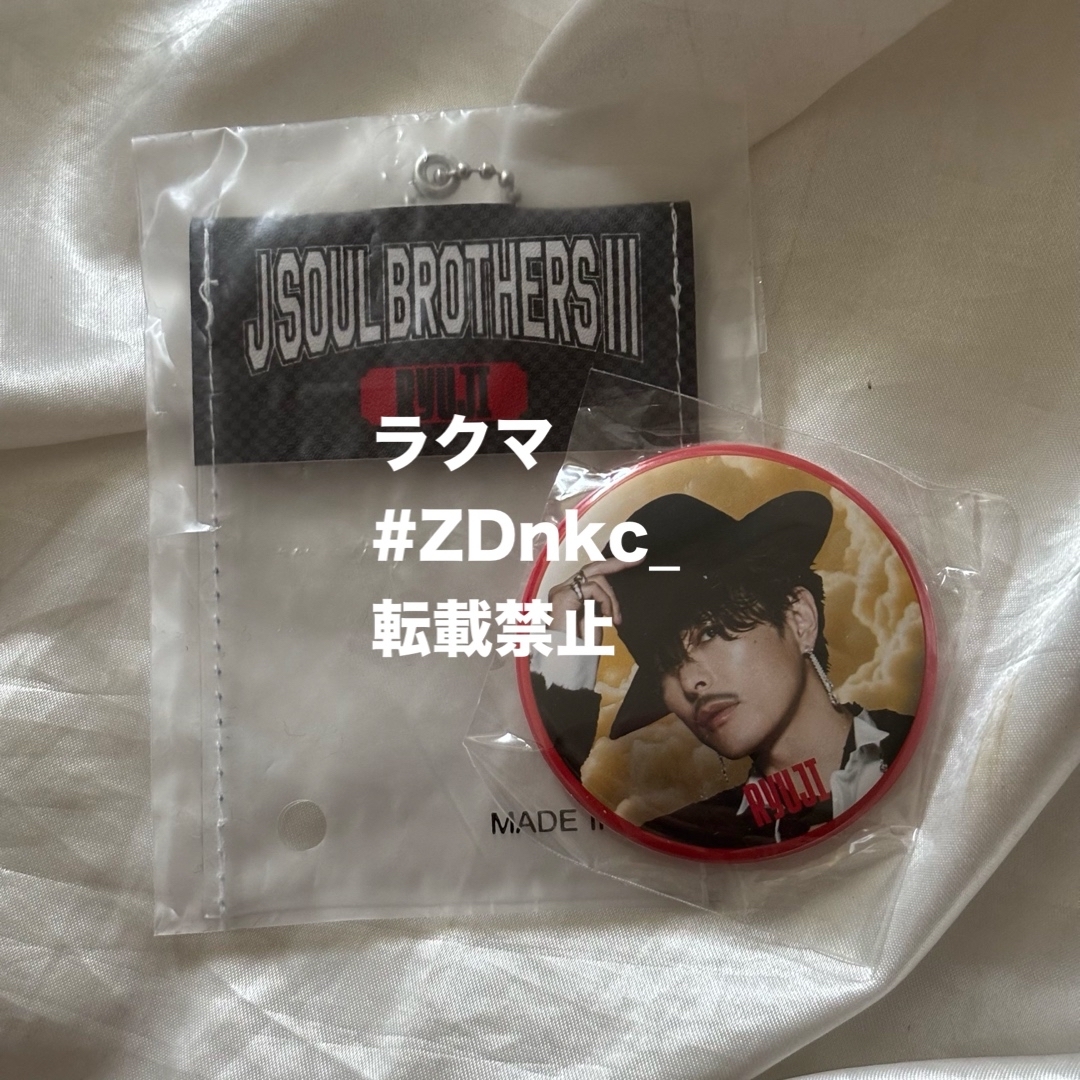 J SOUL BROTHERS III
RYUJI
ラクマ
#ZDnkc_
転載禁止
MADE I
RYUJI